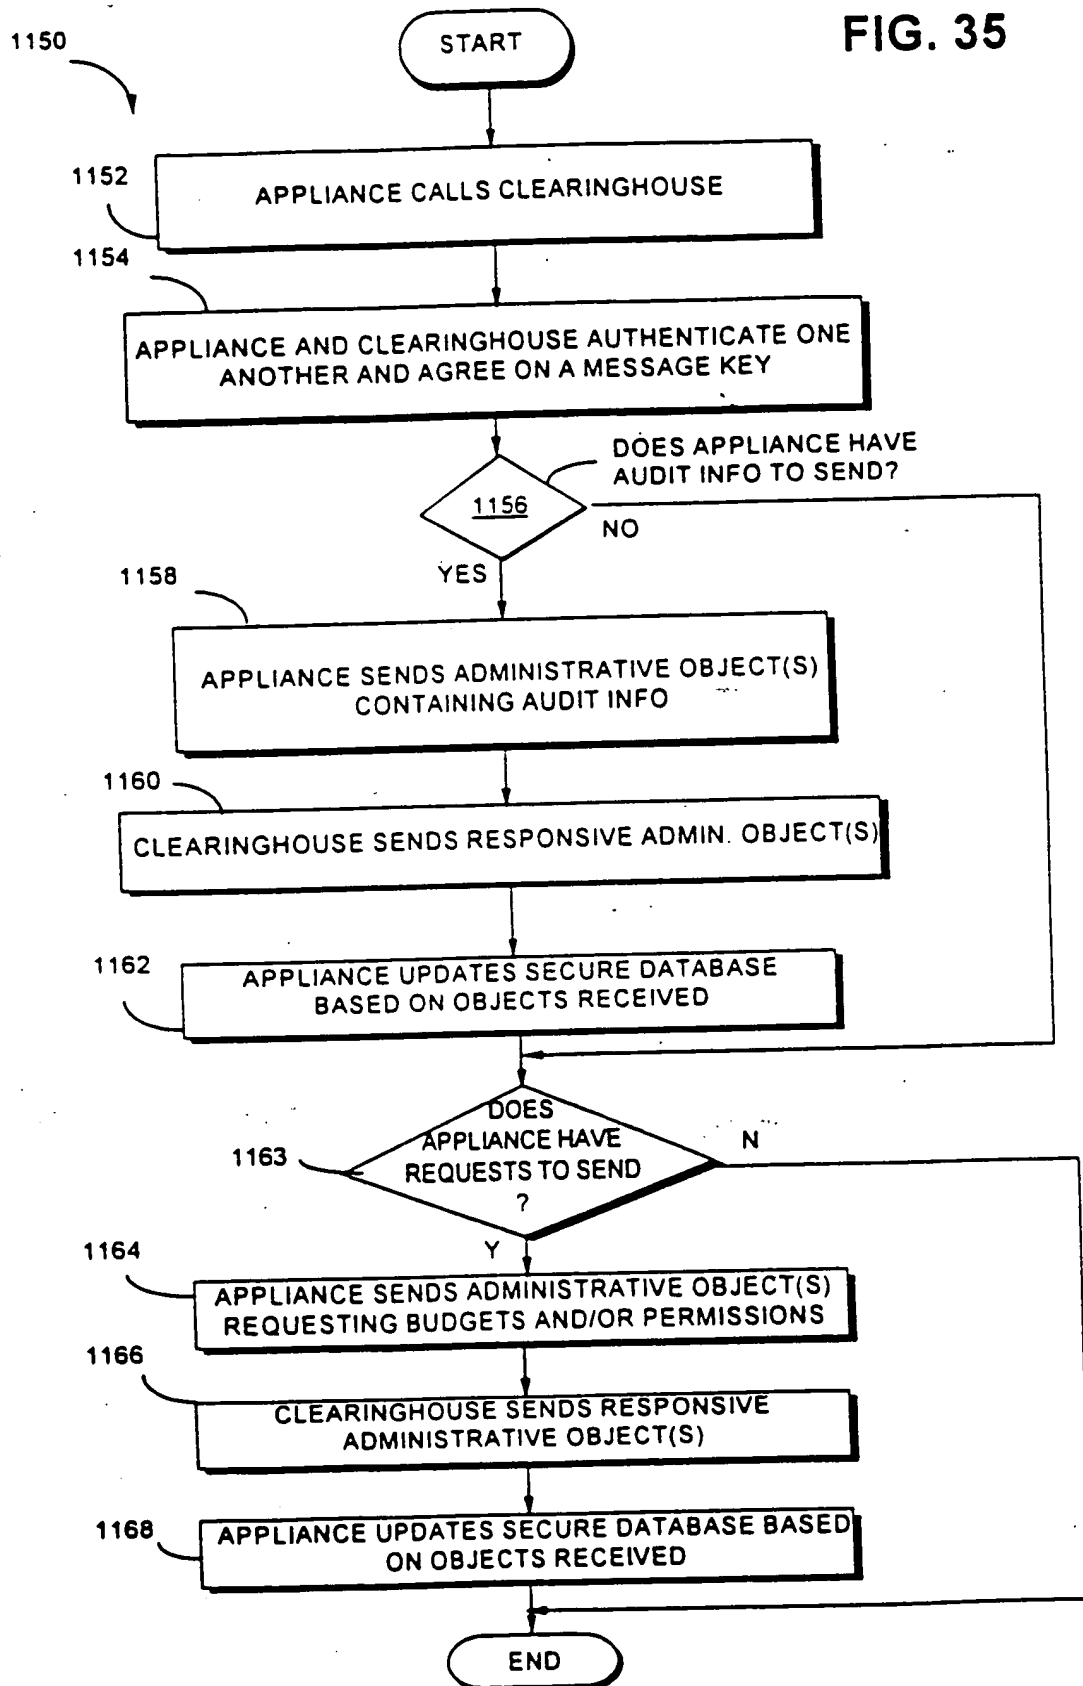 FIG. 35
1150
START
1152
APPLIANCE CALLS CLEARINGHOUSE
1154
APPLIANCE AND CLEARINGHOUSE AUTHENTICATE ONE
ANOTHER AND AGREE ON A MESSAGE KEY
DOES APPLIANCE HAVE
AUDIT INFO TO SEND?
1156
NO
YES
1158
APPLIANCE SENDS ADMINISTRATIVE OBJECT(S)
CONTAINING AUDIT INFO
1160
CLEARINGHOUSE SENDS RESPONSIVE ADMIN. OBJECT(S)
1162
APPLIANCE UPDATES SECURE DATABASE
BASED ON OBJECTS RECEIVED
1163
DOES
APPLIANCE HAVE
REQUESTS TO SEND
?
N
Y
1164
APPLIANCE SENDS ADMINISTRATIVE OBJECT(S)
REQUESTING BUDGETS AND/OR PERMISSIONS
1166
CLEARINGHOUSE SENDS RESPONSIVE
ADMINISTRATIVE OBJECT(S)
1168
APPLIANCE UPDATES SECURE DATABASE BASED
ON OBJECTS RECEIVED
END